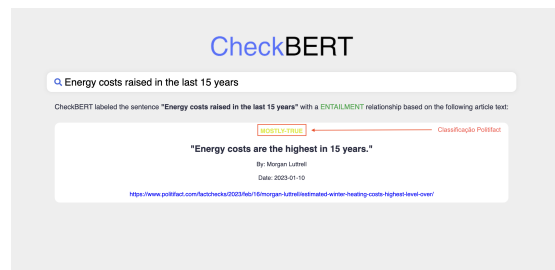 CheckBERT
Energy costs raised in the last 15 years
CheckBERT labeled the sentence "Energy costs raised in the last 15 years" with a ENTAILMENT relationship based on the following article text:
MOSTLY-TRUE Classificação Politifact
"Energy costs are the highest in 15 years."
By: Morgan Luttrell
Date: 2023-01-10
https://www.politifact.com/factchecks/2023/feb/16/morgan-luttrell/estimated-winter-heating-costs-highest-level-over/